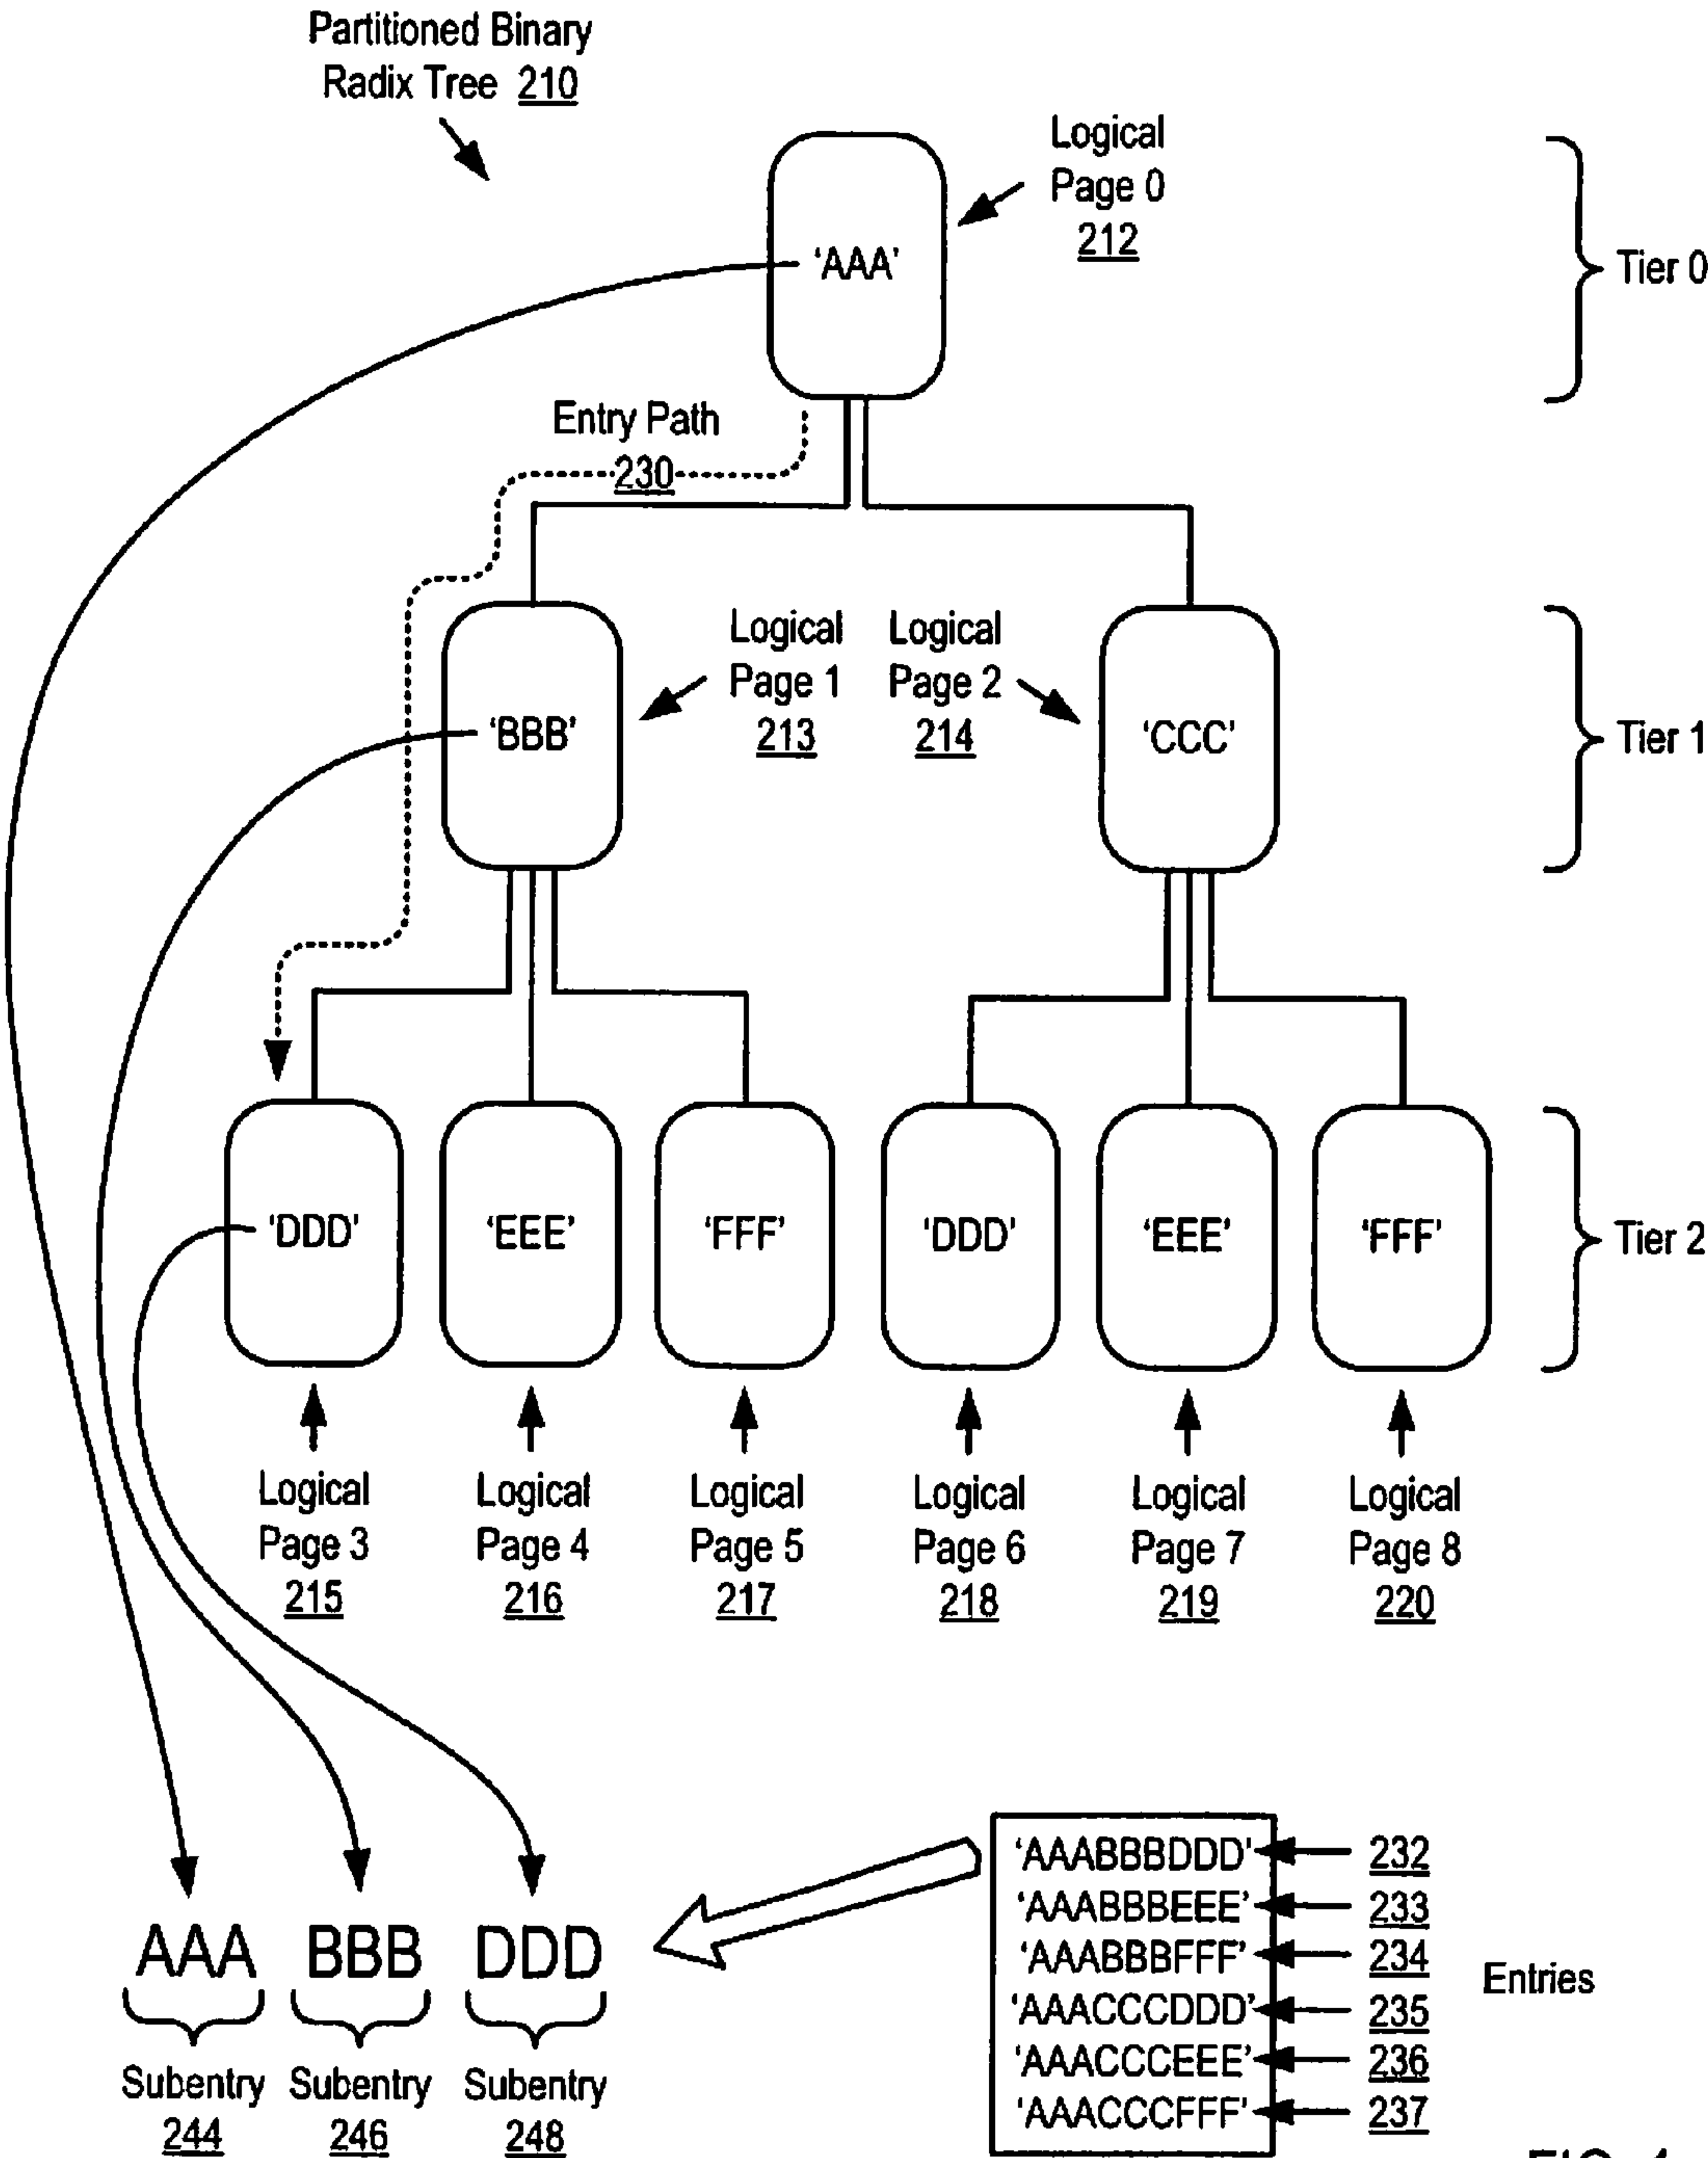 Partitioned Binary
Radix Tree 210
Logical
Page 0
212
'AAA'
Tier 0
Entry Path
230
Logical
Page 1
213
Logical
Page 2
214
'BBB'
'CCC'
Tier 1
'DDD'
'EEE'
'FFF'
'DDD'
'EEE'
'FFF'
Tier 2
Logical
Page 3
215
Logical
Page 4
216
Logical
Page 5
217
Logical
Page 6
218
Logical
Page 7
219
Logical
Page 8
220
AAA BBB DDD
Subentry
244
Subentry
246
Subentry
248
'AAABBBDDD' 232
'AAABBBEEE' 233
'AAABBBFFF' 234
'AAACCCDDD' 235
'AAACCCEEE' 236
'AAACCCFFF' 237
Entries